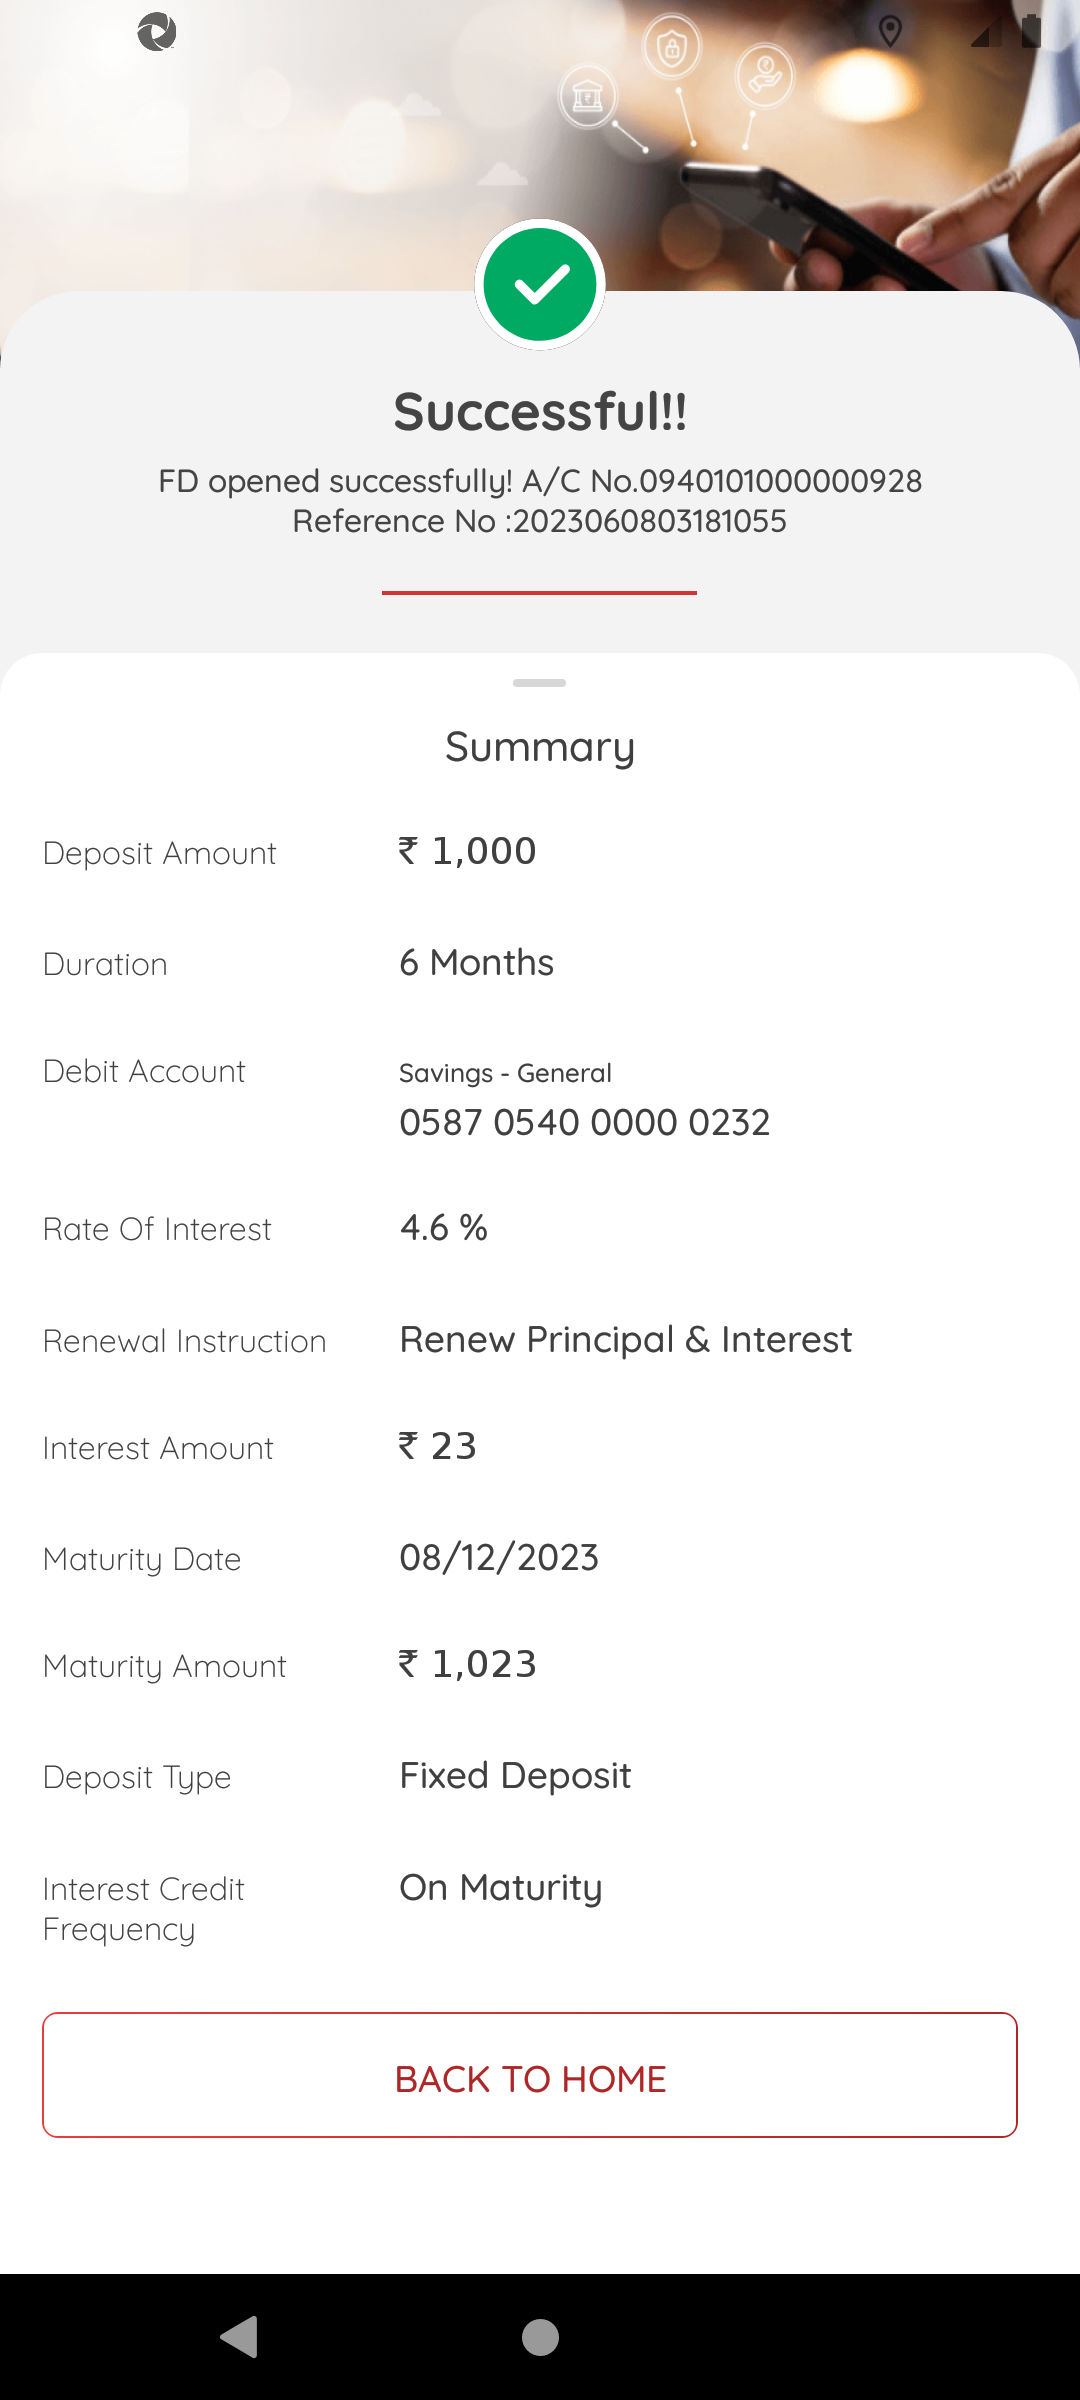 Successful!!
FD opened successfully! A/C No.0940101000000928
Reference No :2023060803181055
Summary
Deposit Amount ₹ 1,000
Duration 6 Months
Debit Account Savings - General
0587 0540 0000 0232
Rate Of Interest 4.6 %
Renewal Instruction Renew Principal & Interest
Interest Amount ₹ 23
Maturity Date 08/12/2023
Maturity Amount ₹ 1,023
Deposit Type Fixed Deposit
Interest Credit On Maturity
Frequency
BACK TO HOME